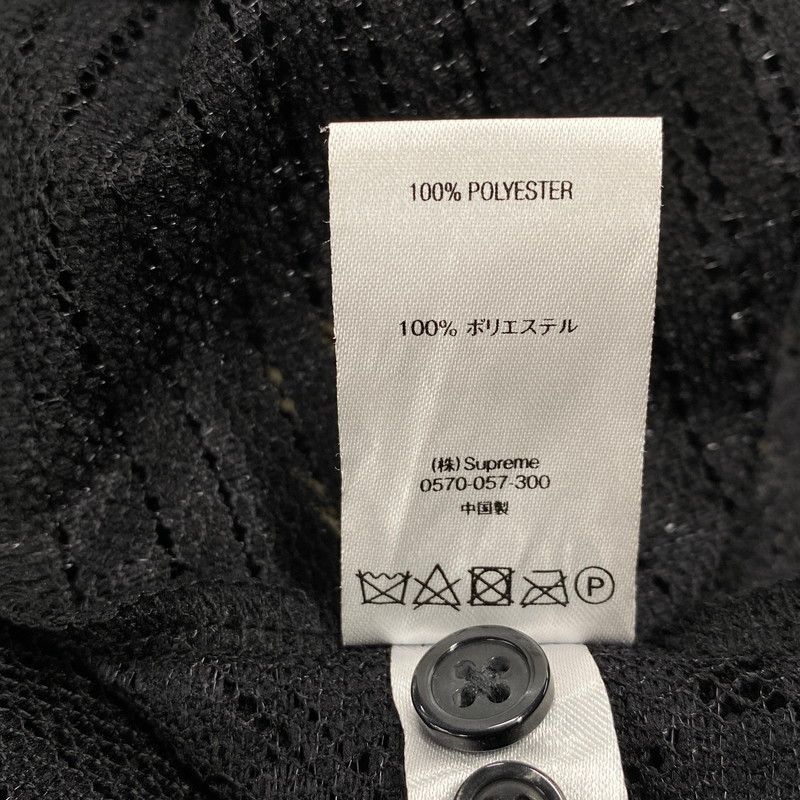 100% POLYESTER
100% ポリエステル
(株) Supreme
0570-057-300
中国製
P